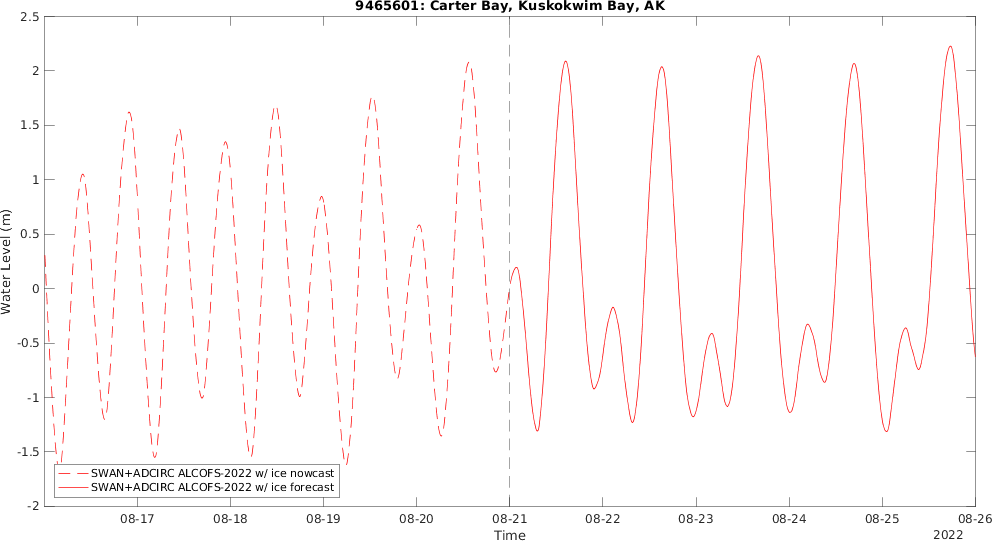 9465601: Carter Bay, Kuskokwim Bay, AK
2.5
2
1.5
1
0.5
0
-0.5
-1
-1.5
-2
Water Level (m)
SWAN+ADCIRC ALCOFS-2022 w/ ice nowcast
SWAN+ADCIRC ALCOFS-2022 w/ ice forecast
08-17 08-18 08-19 08-20 08-21 08-22 08-23 08-24 08-25 08-26
Time
2022